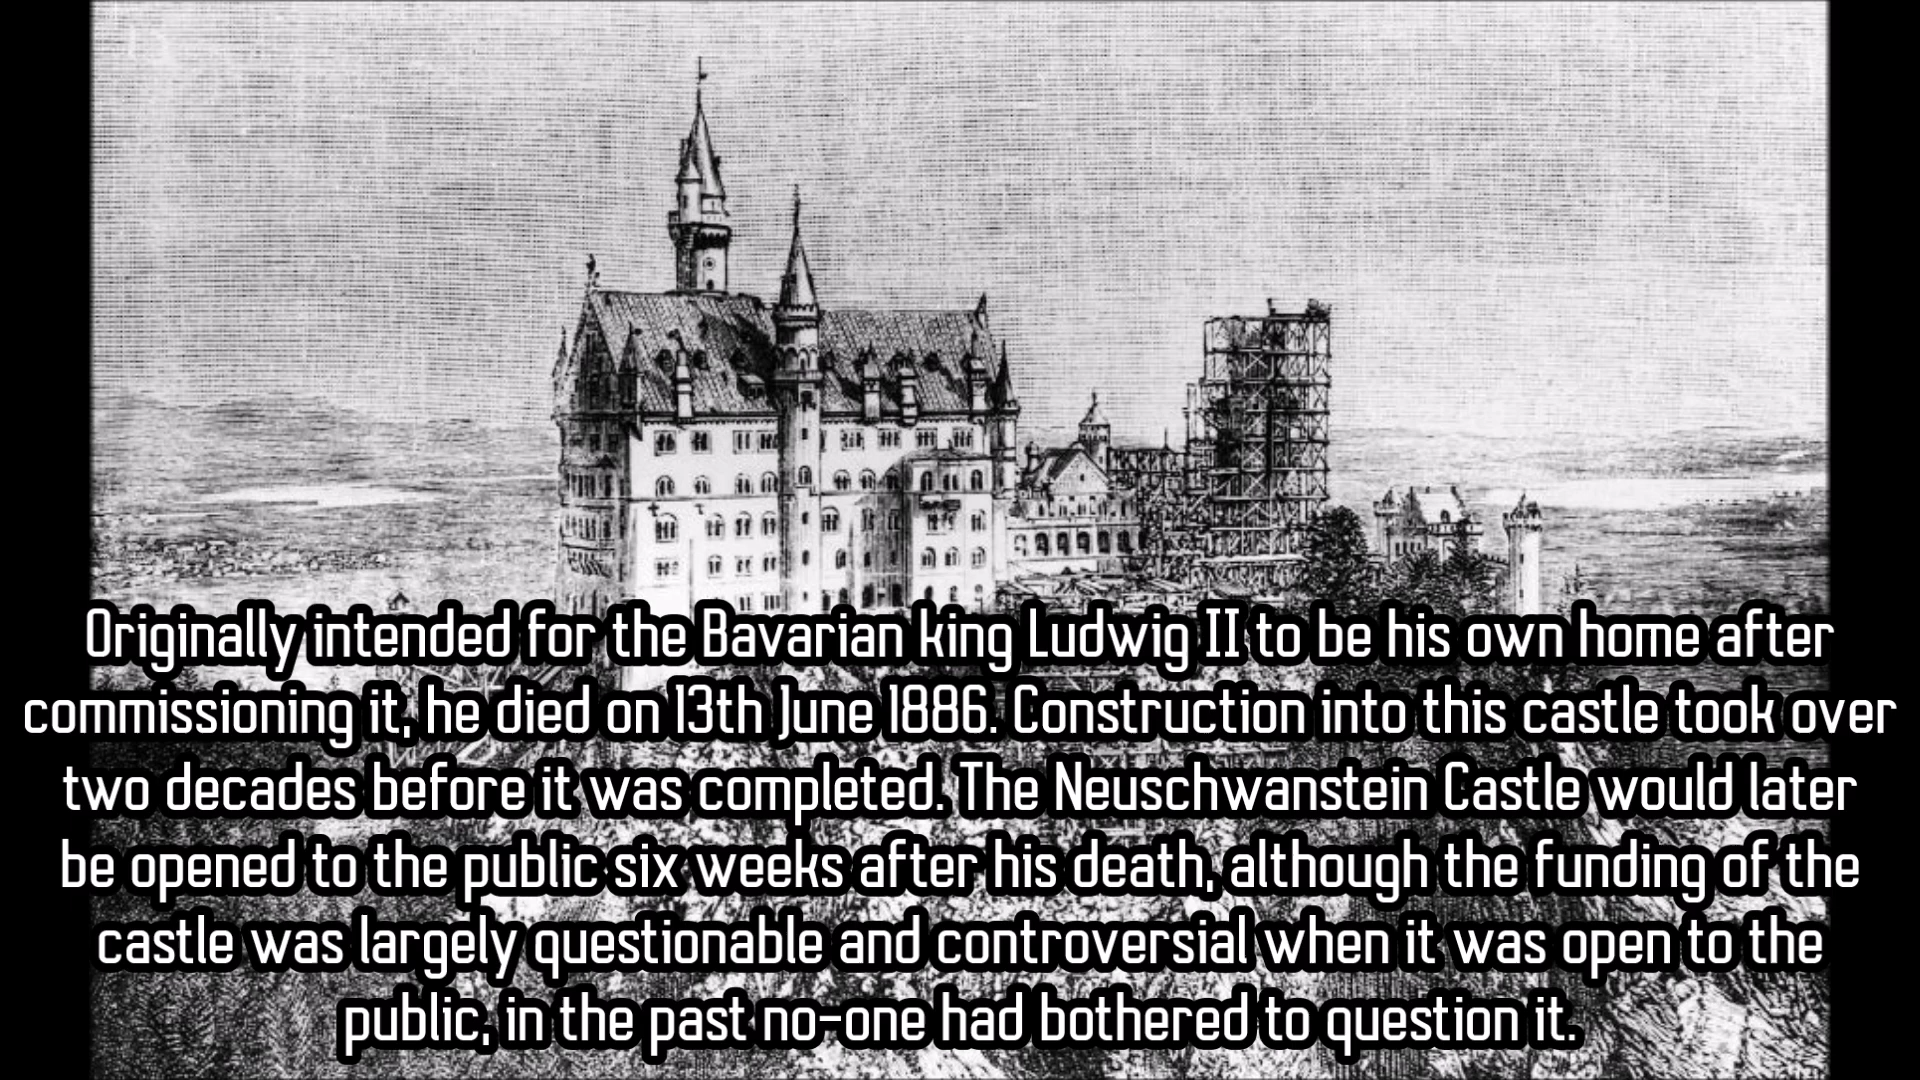 Originally intended for the Bavarian king Ludwig II to be his own home after
commissioning it, he died on 13th June 1886. Construction into this castle took over
two decades before it was completed. The Neuschwanstein Castle would later
be opened to the public six weeks after his death, although the funding of the
castle was largely questionable and controversial when it was open to the
public, in the past no-one had bothered to question it.